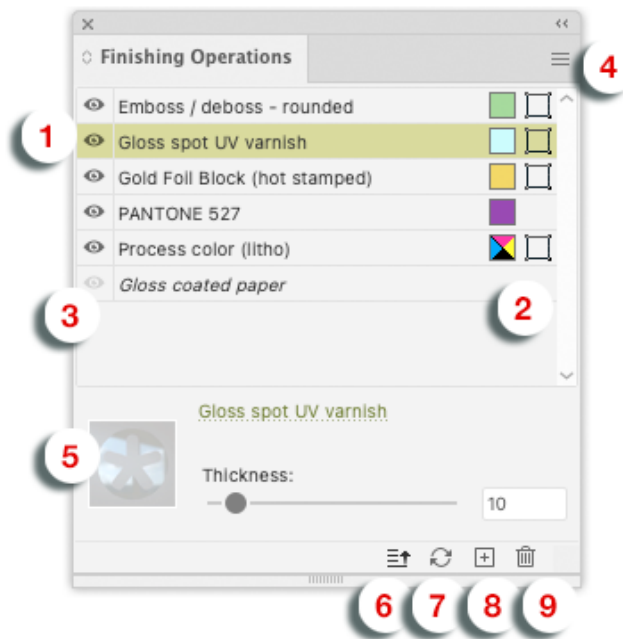 Finishing Operations
4
Emboss / deboss - rounded
1
Gloss spot UV varnish
Gold Foil Block (hot stamped)
PANTONE 527
Process color (litho)
Gloss coated paper
2
3
Gloss spot UV varnish
5
Thickness:
10
6 7 8 9